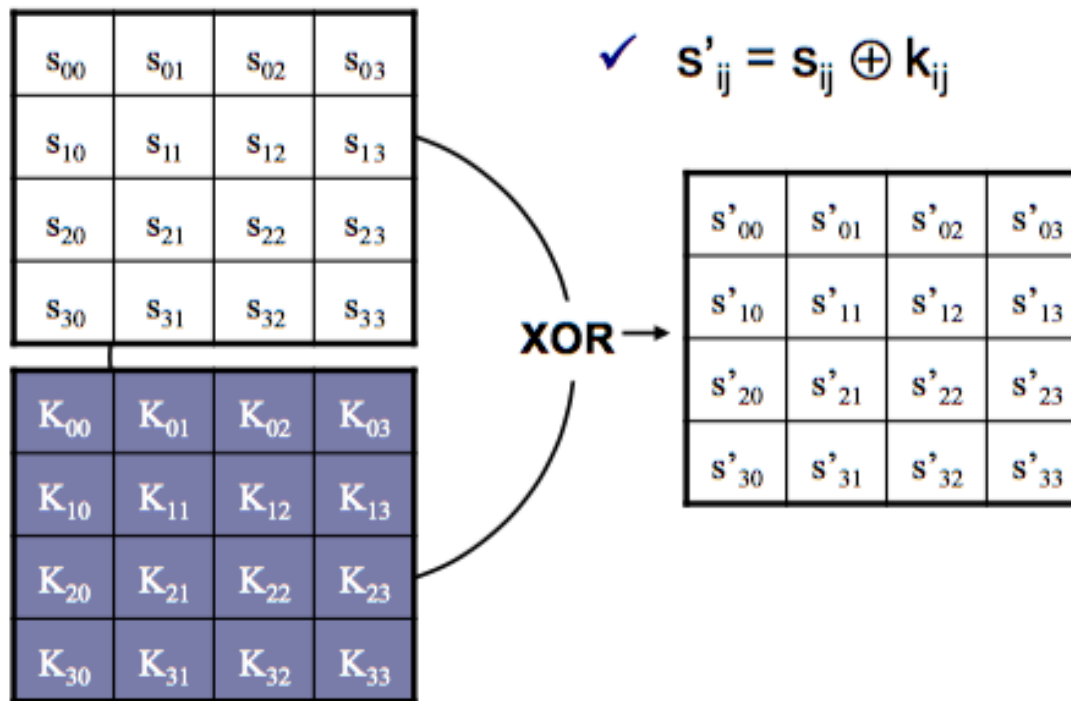 s₀₀ s₀₁ s₀₂ s₀₃
s₁₀ s₁₁ s₁₂ s₁₃
s₂₀ s₂₁ s₂₂ s₂₃
s₃₀ s₃₁ s₃₂ s₃₃
K₀₀ K₀₁ K₀₂ K₀₃
K₁₀ K₁₁ K₁₂ K₁₃
K₂₀ K₂₁ K₂₂ K₂₃
K₃₀ K₃₁ K₃₂ K₃₃
XOR
✓ s’ᵢⱼ = sᵢⱼ ⊕ kᵢⱼ
s’₀₀ s’₀₁ s’₀₂ s’₀₃
s’₁₀ s’₁₁ s’₁₂ s’₁₃
s’₂₀ s’₂₁ s’₂₂ s’₂₃
s’₃₀ s’₃₁ s’₃₂ s’₃₃